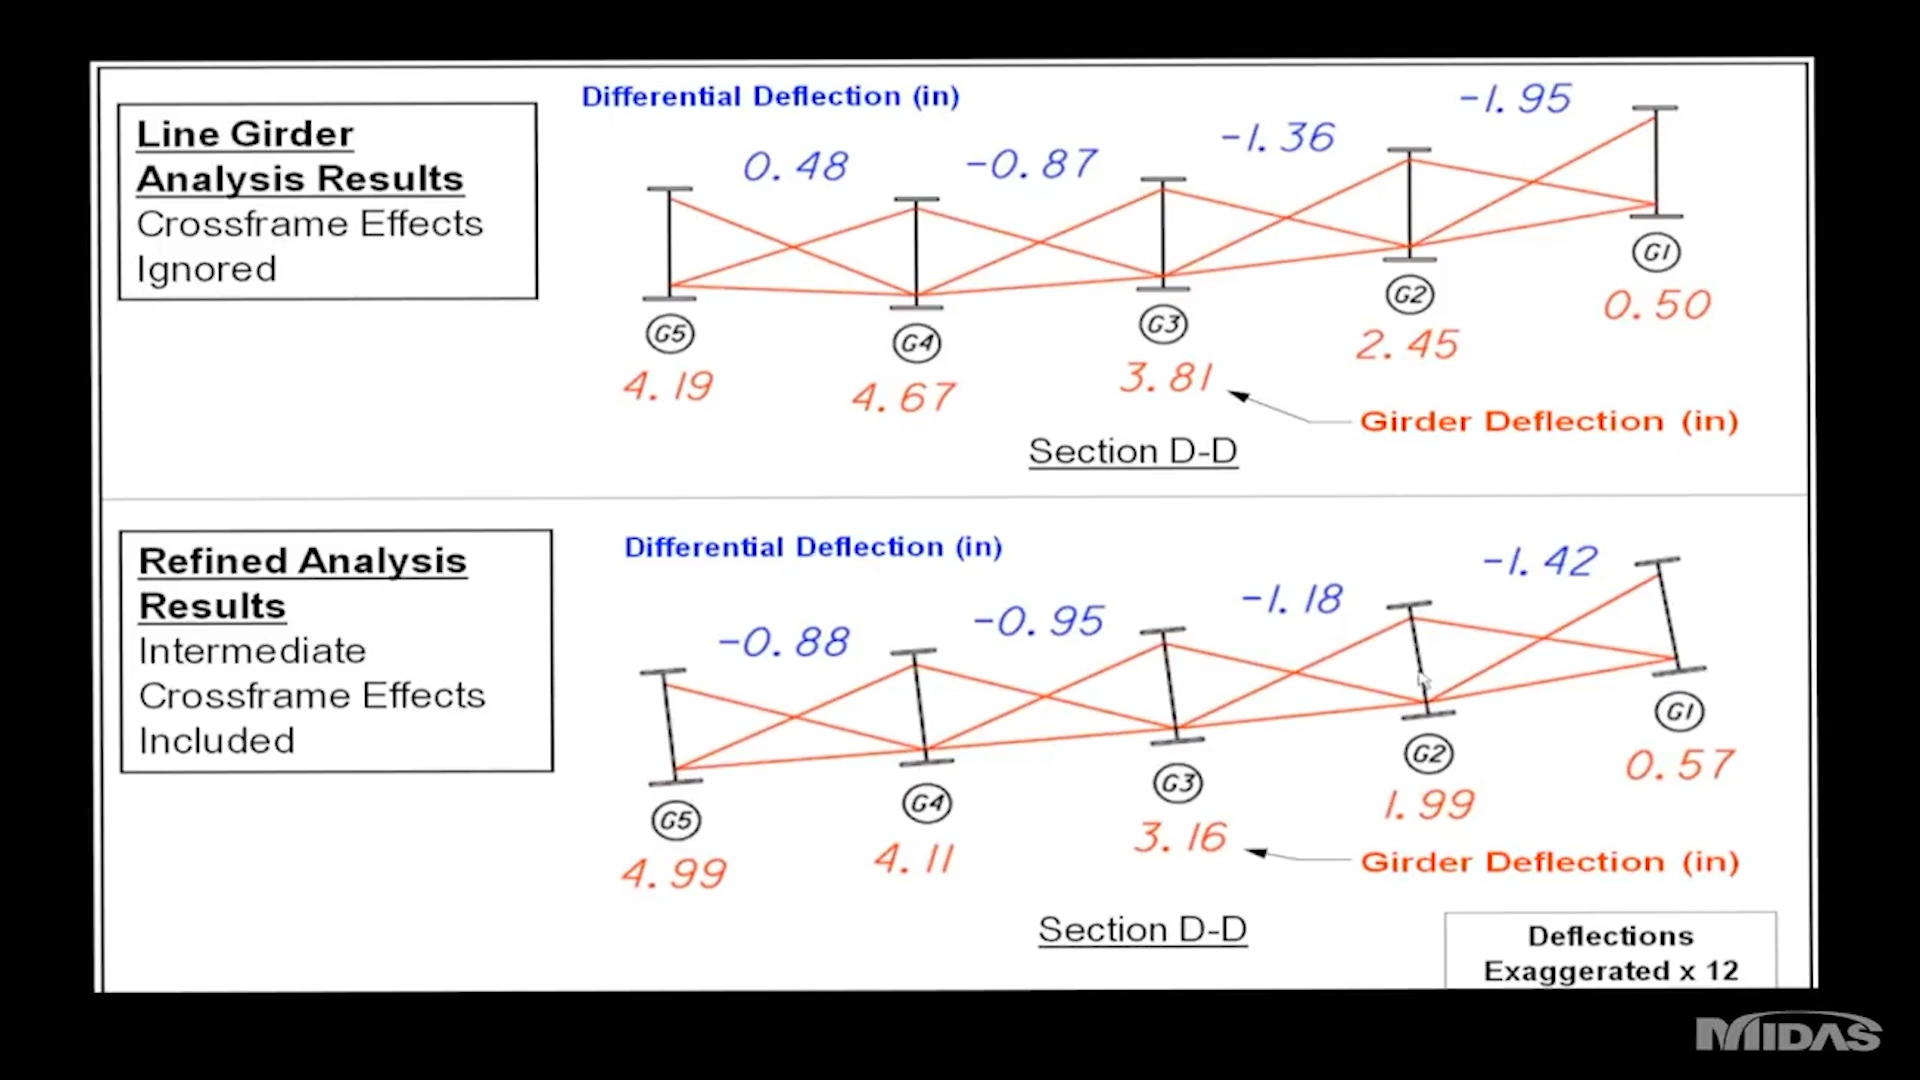 Line Girder
Analysis Results
Crossframe Effects
Ignored
Differential Deflection (in)
0.48
-0.87
-1.36
-1.95
G5
G4
G3
G2
G1
4.19
4.67
3.81
2.45
0.50
Girder Deflection (in)
Section D-D
Refined Analysis
Results
Intermediate
Crossframe Effects
Included
Differential Deflection (in)
-0.88
-0.95
-1.18
-1.42
G5
G4
G3
G2
G1
4.99
4.11
3.16
1.99
0.57
Girder Deflection (in)
Section D-D
Deflections
Exaggerated x 12
MIDAS